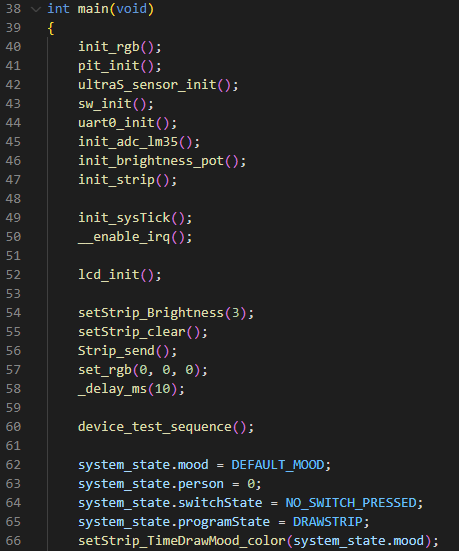 38 int main(void)
39 {
40 init_rgb();
41 pit_init();
42 ultraS_sensor_init();
43 sw_init();
44 uart0_init();
45 init_adc_lm35();
46 init_brightness_pot();
47 init_strip();
48
49 init_sysTick();
50 __enable_irq();
51
52 lcd_init();
53
54 setStrip_Brightness(3);
55 setStrip_clear();
56 Strip_send();
57 set_rgb(0, 0, 0);
58 _delay_ms(10);
59
60 device_test_sequence();
61
62 system_state.mood = DEFAULT_MOOD;
63 system_state.person = 0;
64 system_state.switchState = NO_SWITCH_PRESSED;
65 system_state.programState = DRAWSTRIP;
66 setStrip_TimeDrawMood_color(system_state.mood);